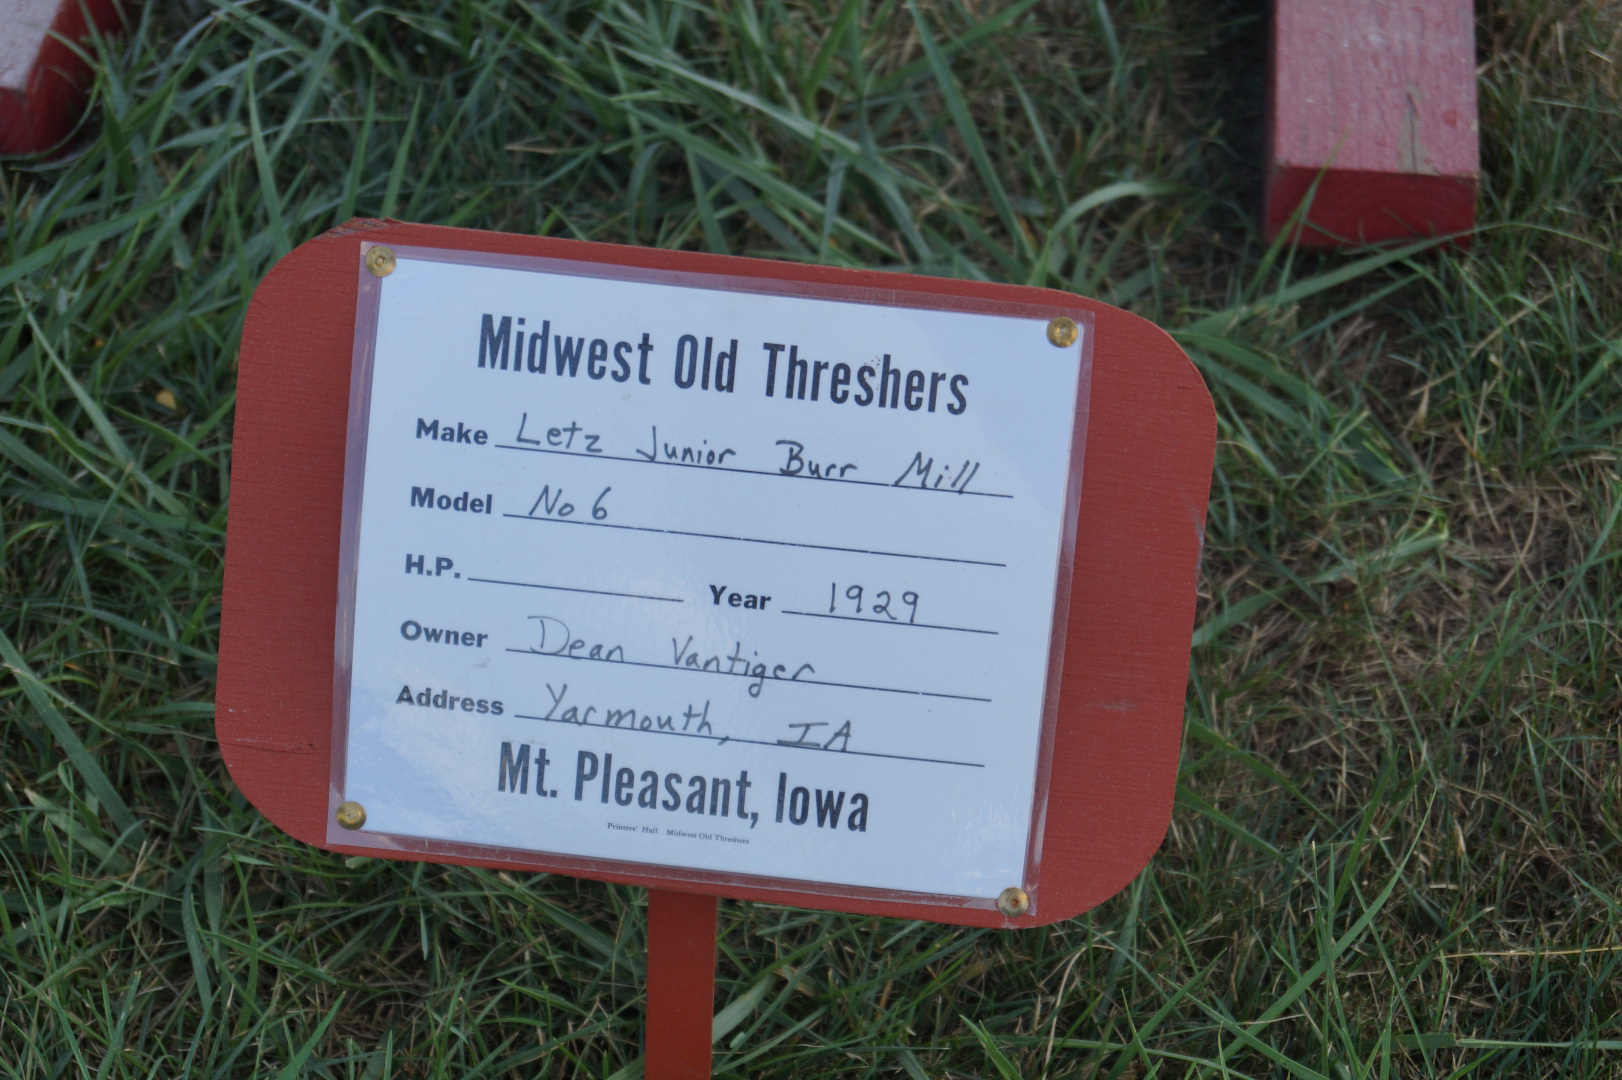 Midwest Old Threshers
Make Letz Junior Burr Mill
Model No 6
H.P. Year 1929
Owner Dean Vantiger
Address Yarmouth, IA
Mt. Pleasant, Iowa
Printers' Hall Midwest Old Threshers